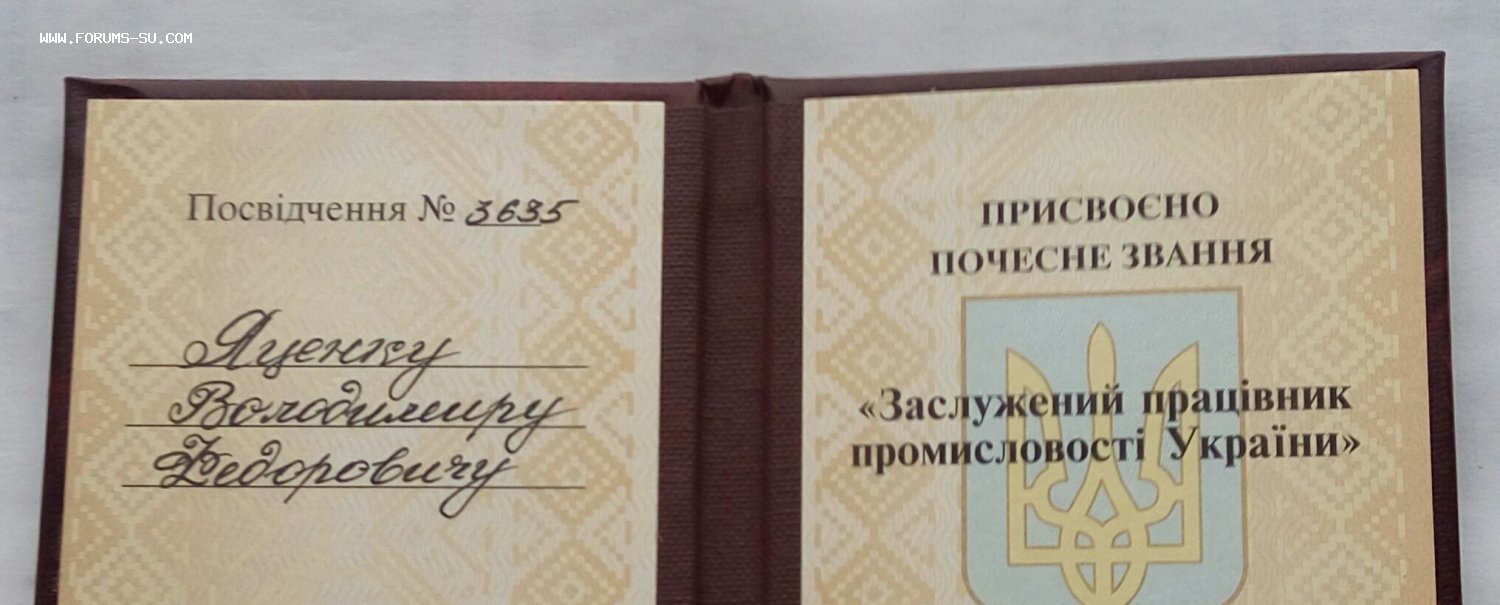 WWW.FORUMS-SU.COM
Посвідчення № 3635
Яценку
Володимиру
Федоровичу
ПРИСВОЄНО
ПОЧЕСНЕ ЗВАННЯ
«Заслужений працівник
промисловості України»